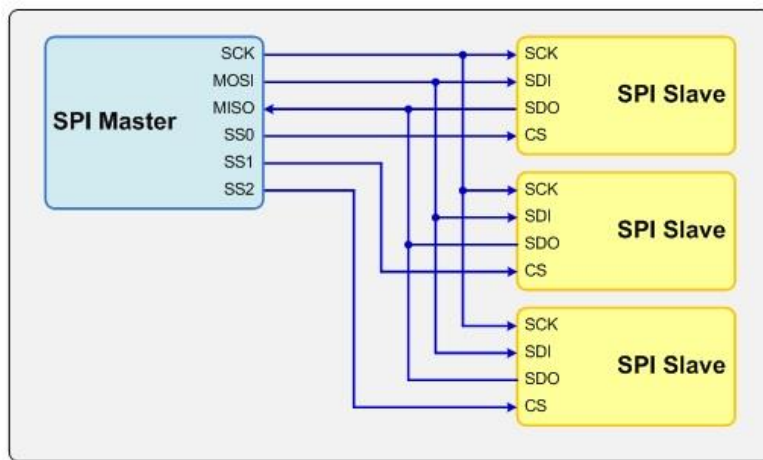 SPI Master
SCK
MOSI
MISO
SS0
SS1
SS2
SCK
SDI
SDO
CS
SPI Slave
SCK
SDI
SDO
CS
SPI Slave
SCK
SDI
SDO
CS
SPI Slave